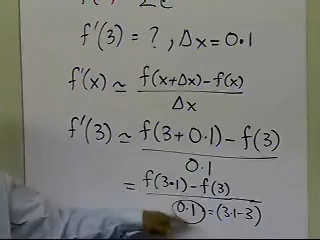 2e
f'(3) = ? , Δx = 0.1
f'(x) ≃ f(x+Δx)-f(x) / Δx
f'(3) ≃ f(3+0.1)-f(3) / 0.1
= f(3.1)-f(3) / (0.1) = (3.1-3)